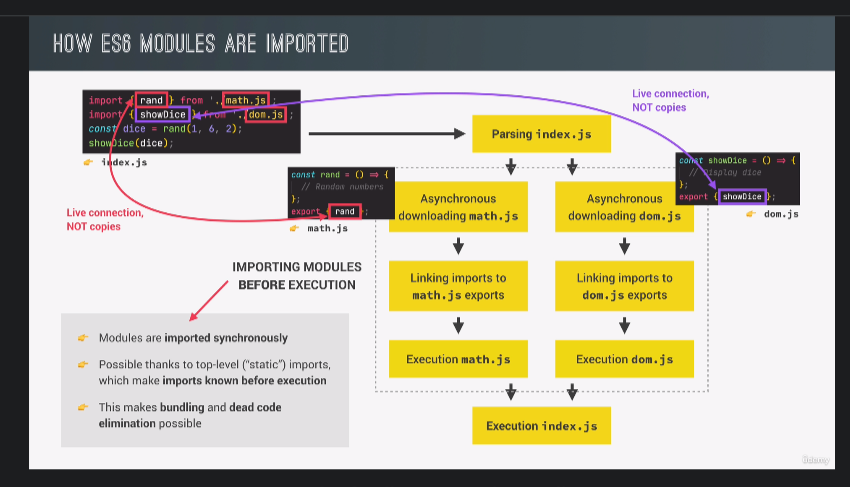 HOW ES6 MODULES ARE IMPORTED
import { rand } from './math.js';
import { showDice } from './dom.js';
const dice = rand(1, 6, 2);
showDice(dice);
👉 index.js
Live connection,
NOT copies
const rand = () => {
// Random numbers
};
export { rand };
👉 math.js
Live connection,
NOT copies
const showDice = () => {
// Display dice
};
export { showDice };
👉 dom.js
Parsing index.js
Asynchronous
downloading math.js
Asynchronous
downloading dom.js
Linking imports to
math.js exports
Linking imports to
dom.js exports
Execution math.js
Execution dom.js
Execution index.js
IMPORTING MODULES
BEFORE EXECUTION
👉 Modules are imported synchronously
👉 Possible thanks to top-level (“static”) imports,
which make imports known before execution
👉 This makes bundling and dead code
elimination possible
ûdemy